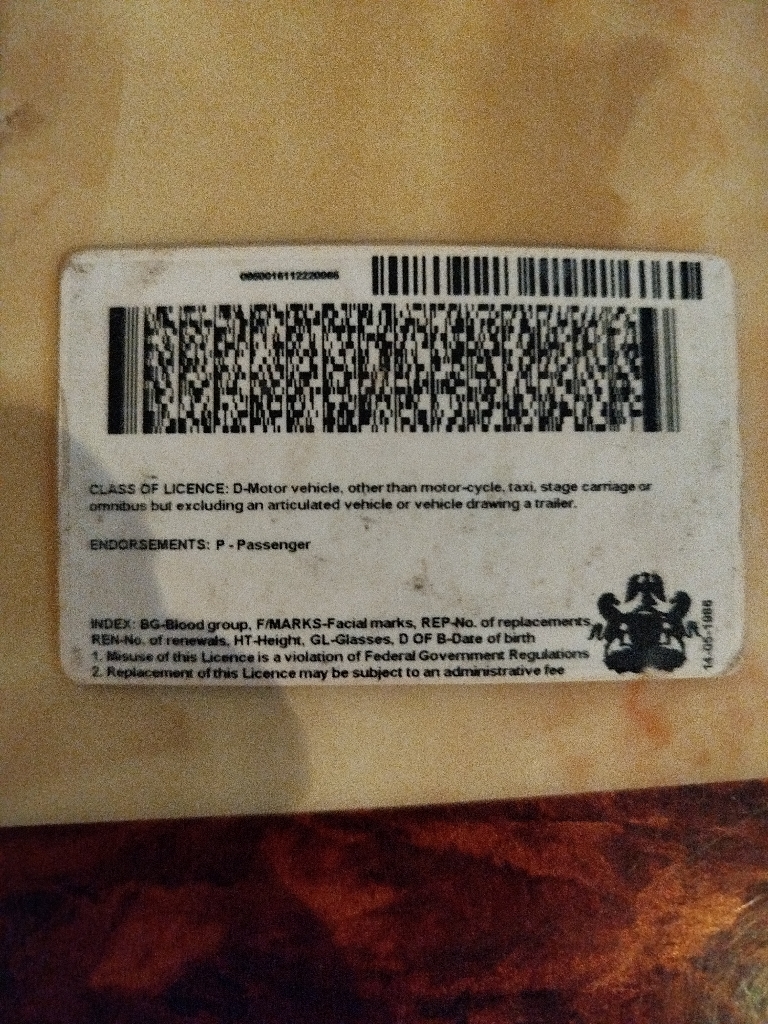 0060016112220066
CLASS OF LICENCE: D-Motor vehicle, other than motor-cycle, taxi, stage carriage or
omnibus but excluding an articulated vehicle or vehicle drawing a trailer.
ENDORSEMENTS: P - Passenger
INDEX: BG-Blood group, F/MARKS-Facial marks, REP-No. of replacements,
REN-No. of renewals, HT-Height, GL-Glasses, D OF B-Date of birth
1. Misuse of this Licence is a violation of Federal Government Regulations
2. Replacement of this Licence may be subject to an administrative fee